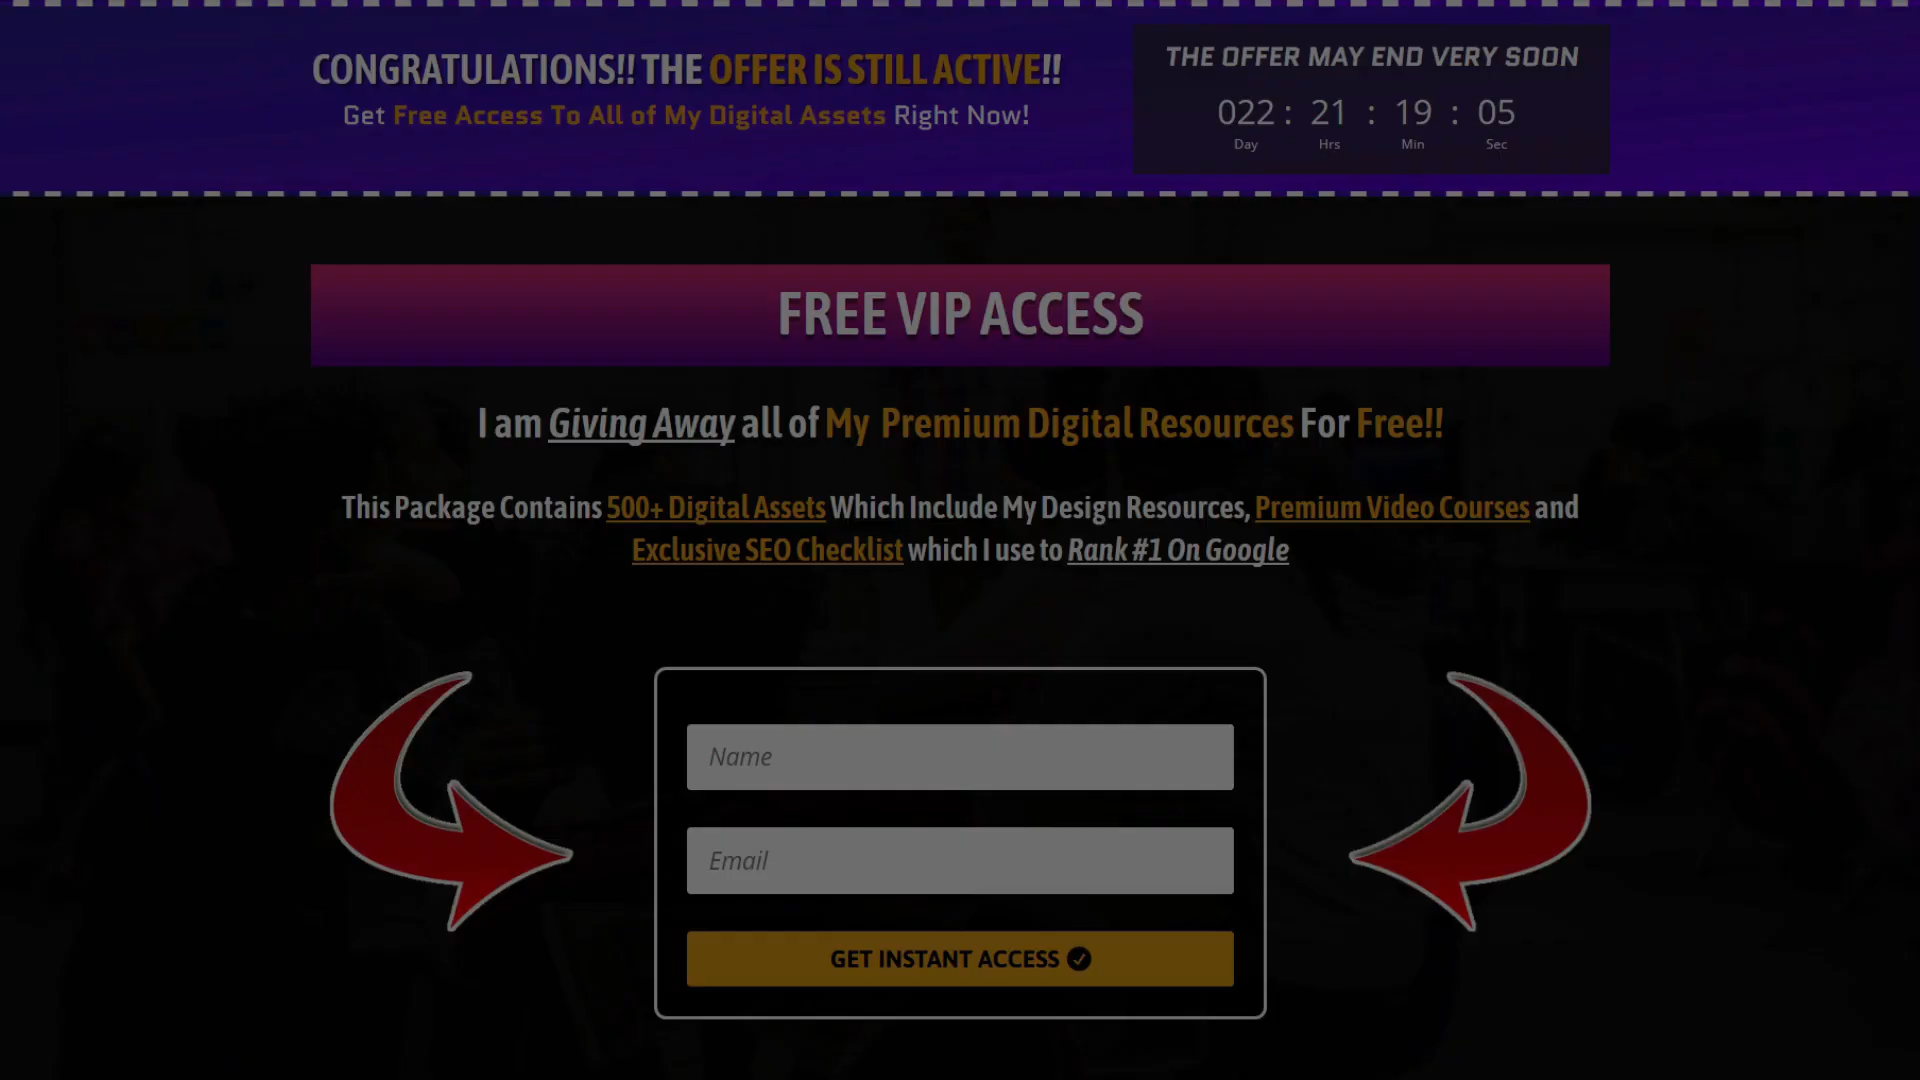 CONGRATULATIONS!! THE OFFER IS STILL ACTIVE!!
Get Free Access To All of My Digital Assets Right Now!
THE OFFER MAY END VERY SOON
022 : 21 : 19 : 05
Day Hrs Min Sec
FREE VIP ACCESS
I am Giving Away all of My Premium Digital Resources For Free!!
This Package Contains 500+ Digital Assets Which Include My Design Resources, Premium Video Courses and
Exclusive SEO Checklist which I use to Rank #1 On Google
Name
Email
GET INSTANT ACCESS